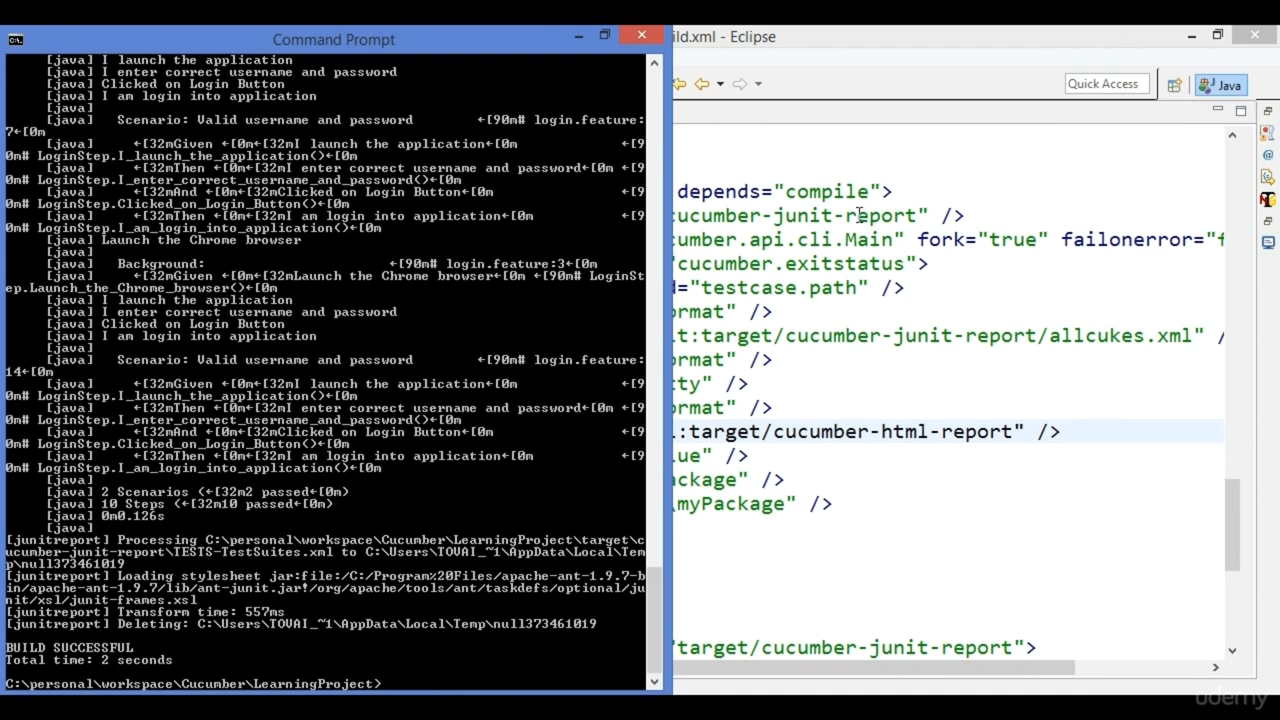 Command Prompt
[java] I launch the application
[java] I enter correct username and password
[java] Clicked on Login Button
[java] I am login into application
[java]
[java]   Scenario: Valid username and password        ←[90m# login.feature:
7←[0m
[java]     ←[32mGiven ←[0m←[32mI launch the application←[0m             ←[9
0m# LoginStep.I_launch_the_application()←[0m
[java]     ←[32mThen ←[0m←[32mI enter correct username and password←[0m ←[9
0m# LoginStep.I_enter_correct_username_and_password()←[0m
[java]     ←[32mAnd ←[0m←[32mClicked on Login Button←[0m                ←[9
0m# LoginStep.Clicked_on_Login_Button()←[0m
[java]     ←[32mThen ←[0m←[32mI am login into application←[0m           ←[9
0m# LoginStep.I_am_login_into_application()←[0m
[java] Launch the Chrome browser
[java]
[java]   Background:                       ←[90m# login.feature:3←[0m
[java]     ←[32mGiven ←[0m←[32mLaunch the Chrome browser←[0m ←[90m# LoginSt
ep.Launch_the_Chrome_browser()←[0m
[java] I launch the application
[java] I enter correct username and password
[java] Clicked on Login Button
[java] I am login into application
[java]
[java]   Scenario: Valid username and password        ←[90m# login.feature:
14←[0m
[java]     ←[32mGiven ←[0m←[32mI launch the application←[0m             ←[9
0m# LoginStep.I_launch_the_application()←[0m
[java]     ←[32mThen ←[0m←[32mI enter correct username and password←[0m ←[9
0m# LoginStep.I_enter_correct_username_and_password()←[0m
[java]     ←[32mAnd ←[0m←[32mClicked on Login Button←[0m                ←[9
0m# LoginStep.Clicked_on_Login_Button()←[0m
[java]     ←[32mThen ←[0m←[32mI am login into application←[0m           ←[9
0m# LoginStep.I_am_login_into_application()←[0m
[java]
[java] 2 Scenarios (←[32m2 passed←[0m)
[java] 10 Steps (←[32m10 passed←[0m)
[java] 0m0.126s
[java]
[junitreport] Processing C:\personal\workspace\Cucumber\LearningProject\target\c
ucumber-junit-report\TESTS-TestSuites.xml to C:\Users\TOVAI_~1\AppData\Local\Tem
p\null373461019
[junitreport] Loading stylesheet jar:file:/C:/Program%20Files/apache-ant-1.9.7-b
in/apache-ant-1.9.7/lib/ant-junit.jar!/org/apache/tools/ant/taskdefs/optional/ju
nit/xsl/junit-frames.xsl
[junitreport] Transform time: 557ms
[junitreport] Deleting: C:\Users\TOVAI_~1\AppData\Local\Temp\null373461019
BUILD SUCCESSFUL
Total time: 2 seconds
C:\personal\workspace\Cucumber\LearningProject>
ild.xml - Eclipse
Quick Access
Java
depends="compile">
cucumber-junit-report" />
cumber.api.cli.Main" fork="true" failonerror="f
"cucumber.exitstatus">
d="testcase.path" />
ormat" />
it:target/cucumber-junit-report/allcukes.xml" /
ormat" />
tty" />
ormat" />
l:target/cucumber-html-report" />
lue" />
ackage" />
\myPackage" />
"target/cucumber-junit-report">
udemy